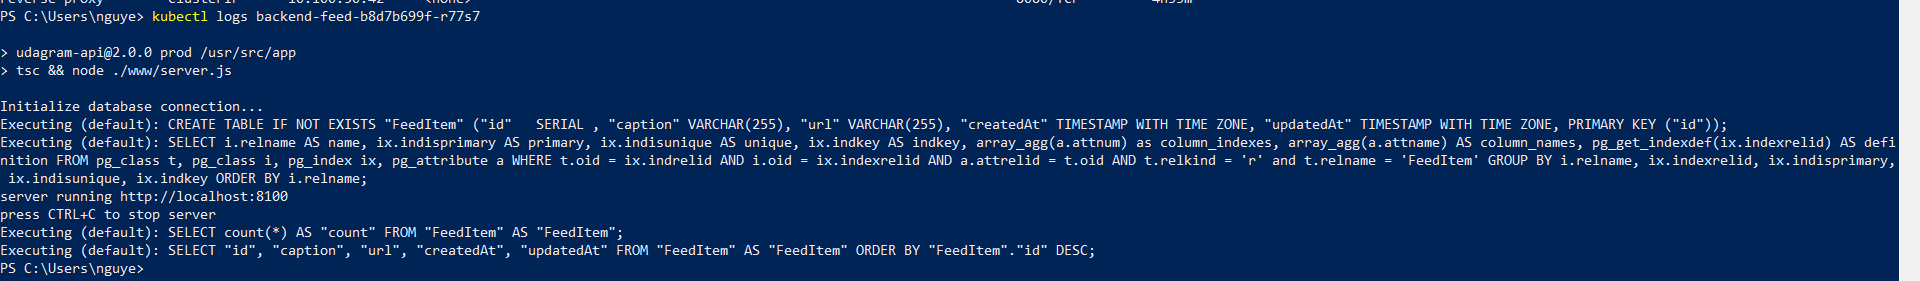 PS C:\Users\nguye> kubectl logs backend-feed-b8d7b699f-r77s7
> udagram-api@2.0.0 prod /usr/src/app
> tsc && node ./www/server.js
Initialize database connection...
Executing (default): CREATE TABLE IF NOT EXISTS "FeedItem" ("id"   SERIAL , "caption" VARCHAR(255), "url" VARCHAR(255), "createdAt" TIMESTAMP WITH TIME ZONE, "updatedAt" TIMESTAMP WITH TIME ZONE, PRIMARY KEY ("id"));
Executing (default): SELECT i.relname AS name, ix.indisprimary AS primary, ix.indisunique AS unique, ix.indkey AS indkey, array_agg(a.attnum) as column_indexes, array_agg(a.attname) AS column_names, pg_get_indexdef(ix.indexrelid) AS defi
nition FROM pg_class t, pg_class i, pg_index ix, pg_attribute a WHERE t.oid = ix.indrelid AND i.oid = ix.indexrelid AND a.attrelid = t.oid AND t.relkind = 'r' and t.relname = 'FeedItem' GROUP BY i.relname, ix.indexrelid, ix.indisprimary,
 ix.indisunique, ix.indkey ORDER BY i.relname;
server running http://localhost:8100
press CTRL+C to stop server
Executing (default): SELECT count(*) AS "count" FROM "FeedItem" AS "FeedItem";
Executing (default): SELECT "id", "caption", "url", "createdAt", "updatedAt" FROM "FeedItem" AS "FeedItem" ORDER BY "FeedItem"."id" DESC;
PS C:\Users\nguye>